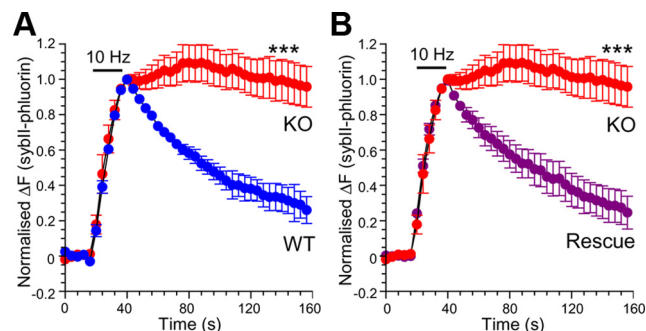 A
Normalised ΔF (sybII-phluorin)
1.2
1.0
0.8
0.6
0.4
0.2
0
-0.2
10 Hz
***
KO
WT
0 40 80 120 160
Time (s)
B
Normalised ΔF (sybII-phluorin)
1.2
1.0
0.8
0.6
0.4
0.2
0
-0.2
10 Hz
***
KO
Rescue
0 40 80 120 160
Time (s)